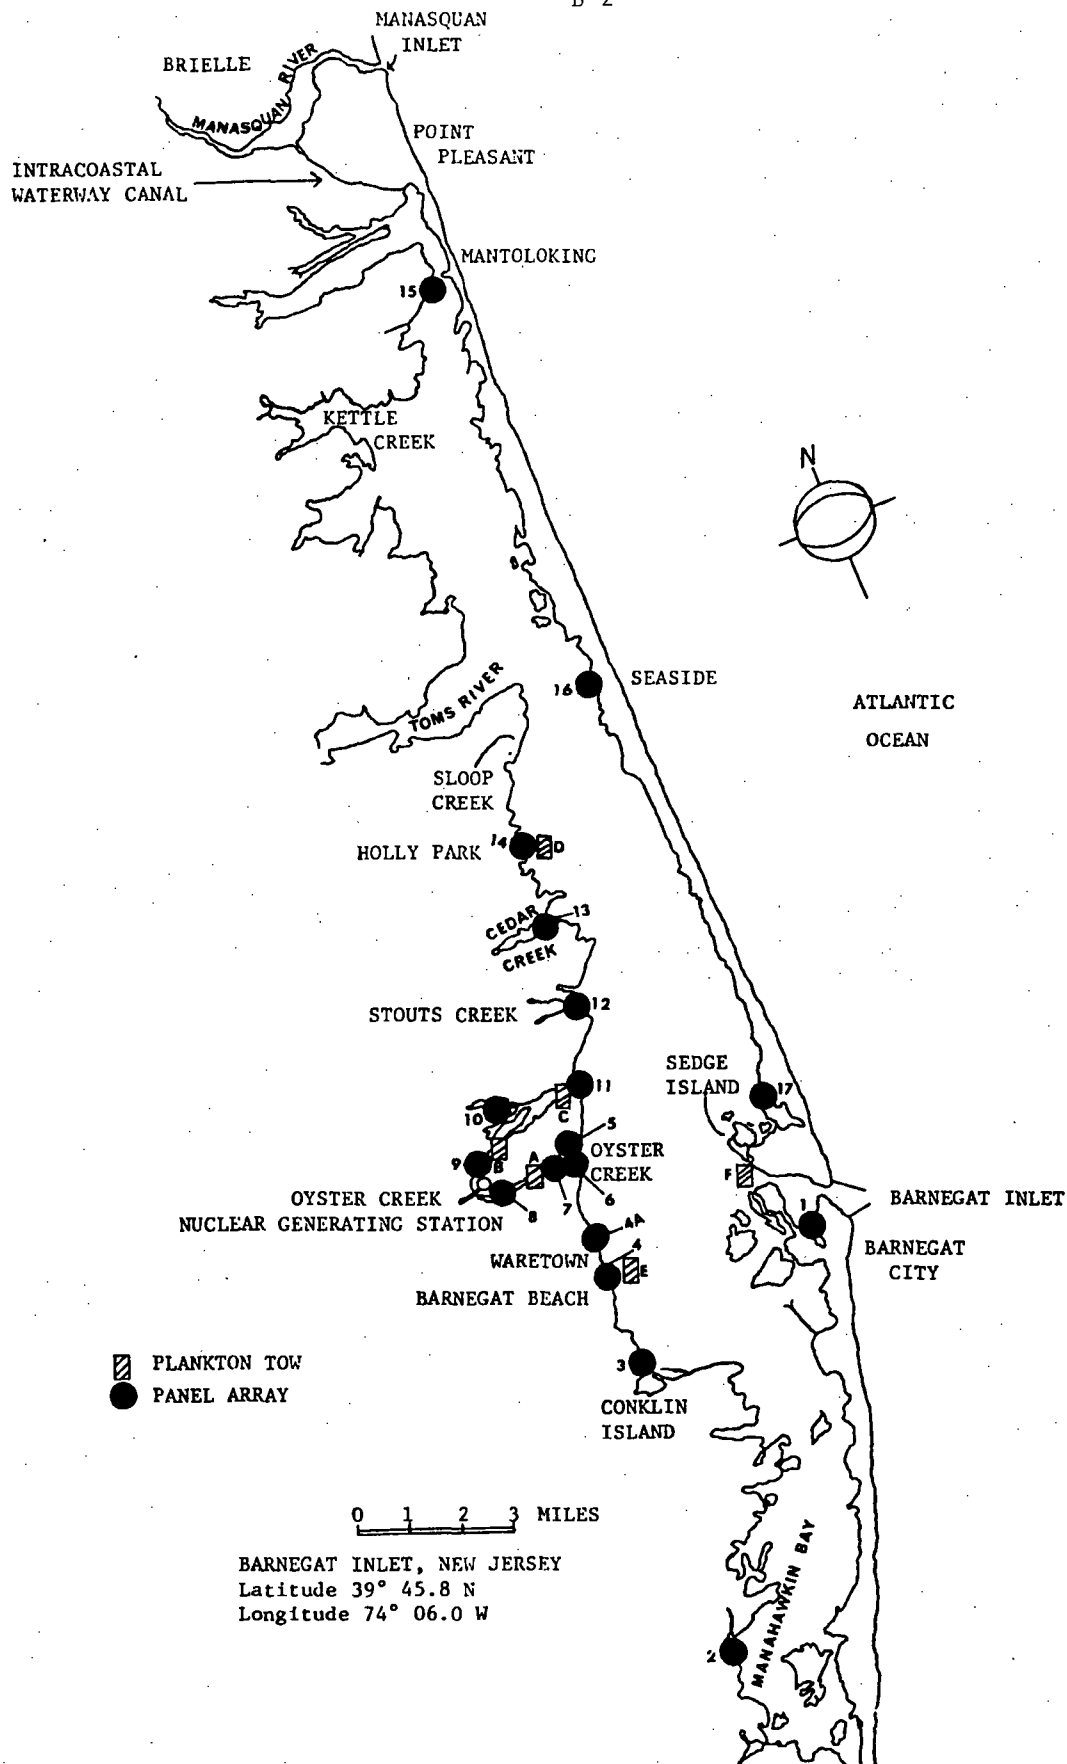 B-2
MANASQUAN
INLET
BRIELLE
MANASQUAN RIVER
POINT
PLEASANT
INTRACOASTAL
WATERWAY CANAL
MANTOLOKING
15
KETTLE
CREEK
N
16
SEASIDE
TOMS RIVER
ATLANTIC
OCEAN
SLOOP
CREEK
14
D
HOLLY PARK
13
CEDAR
CREEK
12
STOUTS CREEK
SEDGE
ISLAND
17
11
10
C
5
OYSTER
CREEK
9
B
A
F
6
OYSTER CREEK
NUCLEAR GENERATING STATION
8
7
BARNEGAT INLET
1
4A
BARNEGAT
CITY
WARETOWN
4
E
BARNEGAT BEACH
PLANKTON TOW
PANEL ARRAY
3
CONKLIN
ISLAND
0 1 2 3 MILES
BARNEGAT INLET, NEW JERSEY
Latitude 39° 45.8 N
Longitude 74° 06.0 W
MANAHAWKIN BAY
2